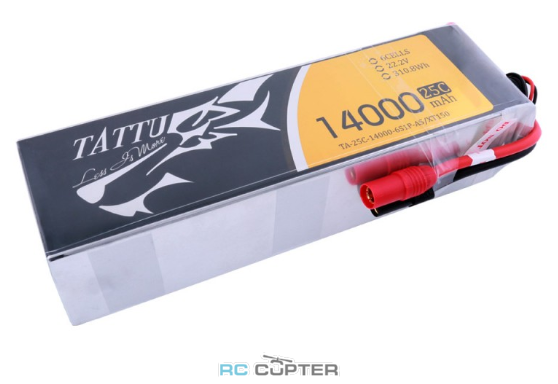 6CELLS
22.2V
310.8Wh
14000 25C mAh
TA-25C-14000-6S1P-AS/XT150
TATTU
Less Is More
RC COPTER